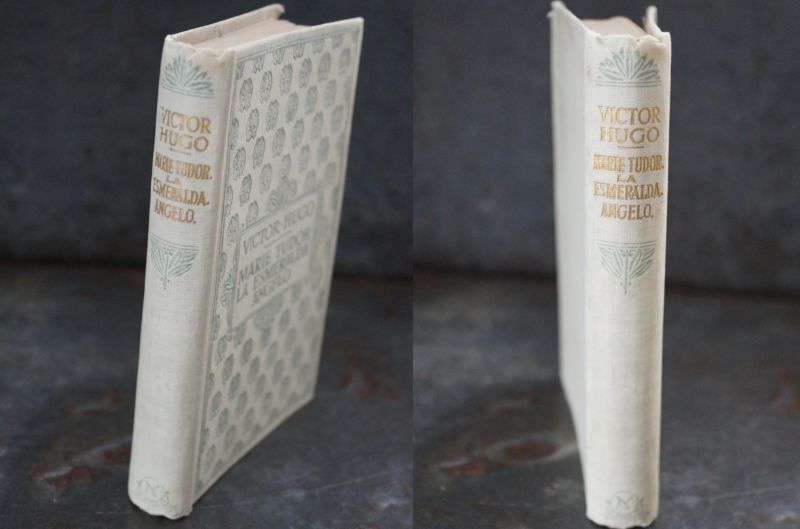 VICTOR
HUGO
MARIE TUDOR.
LA
ESMERALDA.
ANGELO.
VICTOR·HUGO
MARIE TUDOR
LA ESMERALDA
ANGELO
N
VICTOR
HUGO
MARIE TUDOR.
LA
ESMERALDA.
ANGELO.
N